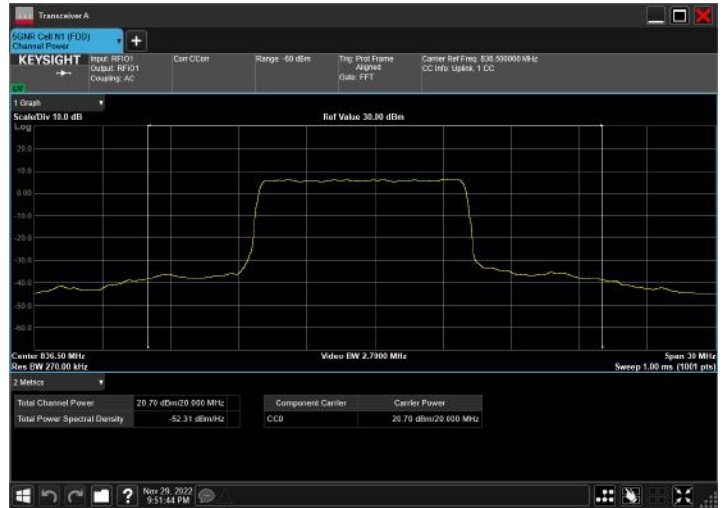 Transceiver A
5GNR Cell N1 (FDD)
Channel Power
KEYSIGHT
Input: RFIO1
Output: RFIO1
Coupling: AC
Corr CCorr
Range -60 dBm
Trig: Prot Frame
Aligned
Gate: FFT
Carrier Ref Freq: 836.500000 MHz
CC Info: Uplink, 1 CC
1 Graph
Scale/Div 10.0 dB
Ref Value 30.00 dBm
Log
20.0
10.0
0.00
-10.0
-20.0
-30.0
-40.0
-50.0
-60.0
Center 836.50 MHz
Video BW 2.7000 MHz
Span 30 MHz
Res BW 270.00 kHz
Sweep 1.00 ms (1001 pts)
2 Metrics
Total Channel Power 20.70 dBm/20.000 MHz
Total Power Spectral Density -52.31 dBm/Hz
Component Carrier Carrier Power
CC0 20.70 dBm/20.000 MHz
Nov 29, 2022
9:51:44 PM